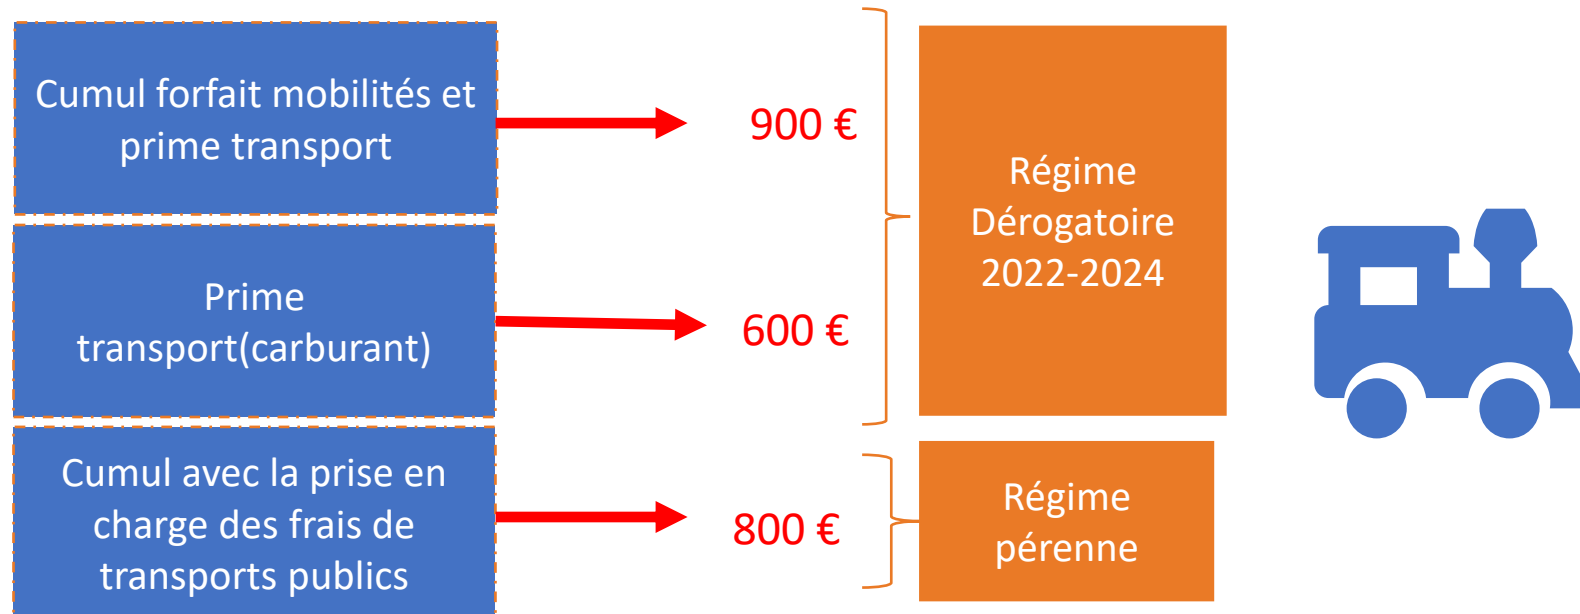 Cumul forfait mobilités et
prime transport
900 €
Prime
transport(carburant)
600 €
Régime
Dérogatoire
2022-2024
Cumul avec la prise en
charge des frais de
transports publics
800 €
Régime
pérenne